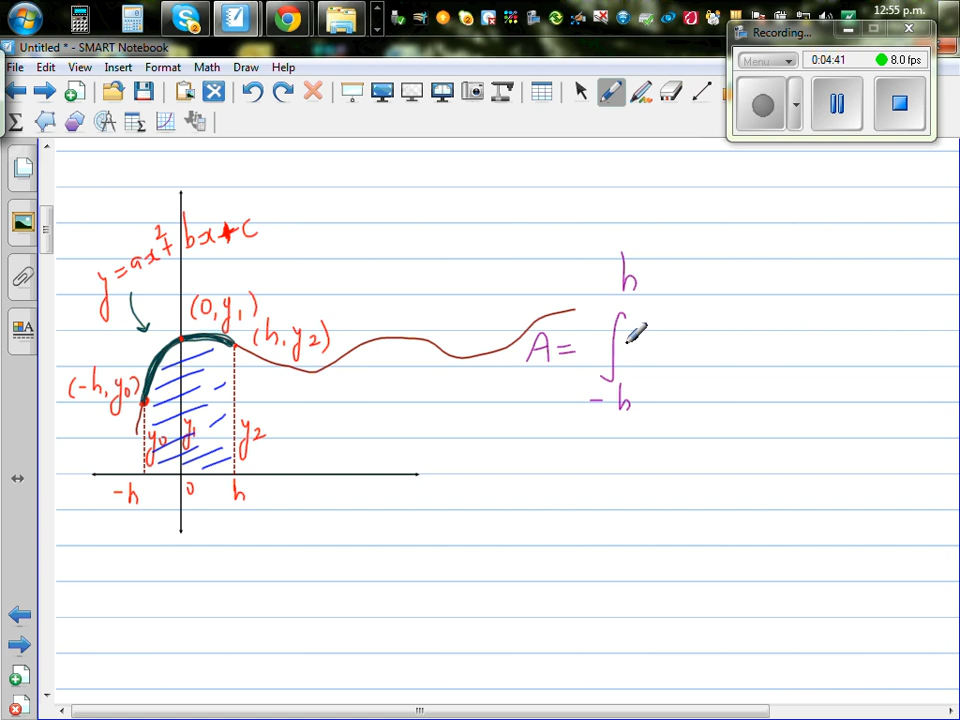 12:55 p.m.
Untitled * - SMART Notebook
Recording...
File Edit View Insert Format Math Draw Help
Menu
0:04:41
8.0 fps
y = ax² + bx + c
(0, y₁)
(h, y₂)
(-h, y₀)
y₀ y₁ y₂
-h 0 h
h
A = ∫
-h